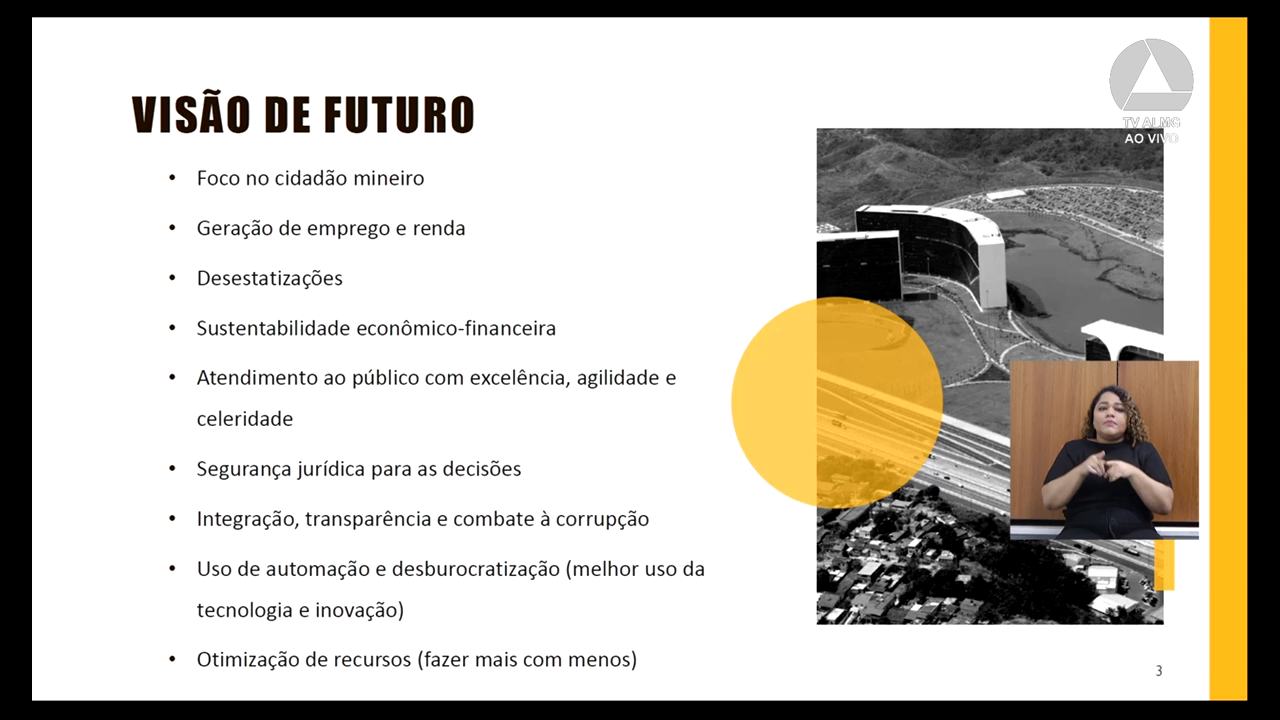 VISÃO DE FUTURO
• Foco no cidadão mineiro
• Geração de emprego e renda
• Desestatizações
• Sustentabilidade econômico-financeira
• Atendimento ao público com excelência, agilidade e
celeridade
• Segurança jurídica para as decisões
• Integração, transparência e combate à corrupção
• Uso de automação e desburocratização (melhor uso da
tecnologia e inovação)
• Otimização de recursos (fazer mais com menos)
TV ALMG
AO VIVO
3